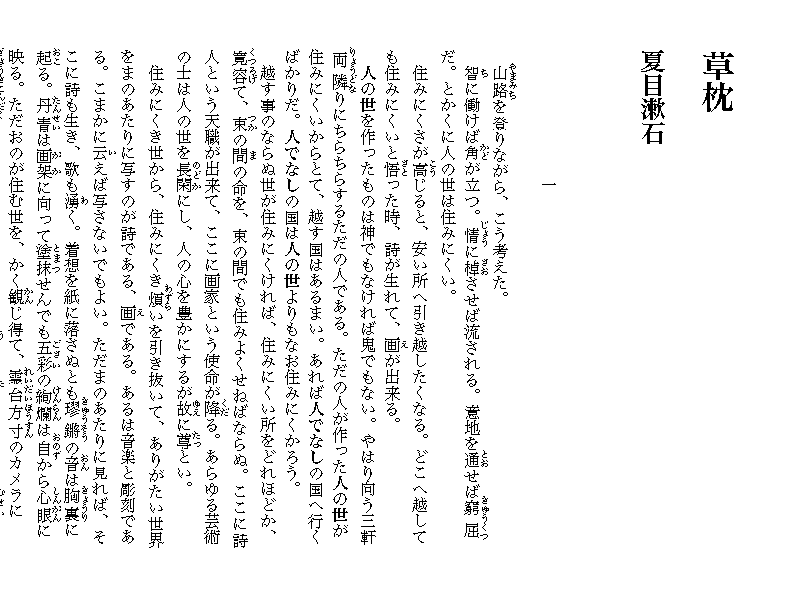 草枕
夏目漱石
一
山路を登りながら、こう考えた。
智に働けば角が立つ。情に棹させば流される。意地を通せば窮屈
だ。とかくに人の世は住みにくい。
住みにくさが高じると、安い所へ引き越したくなる。どこへ越して
も住みにくいと悟った時、詩が生れて、画が出来る。
人の世を作ったものは神でもなければ鬼でもない。やはり向う三軒
両隣りにちらちらするただの人である。ただの人が作った人の世が
住みにくいからとて、越す国はあるまい。あれば人でなしの国へ行く
ばかりだ。人でなしの国は人の世よりもなお住みにくかろう。
越す事のならぬ世が住みにくければ、住みにくい所をどれほどか、
寛容て、束の間の命を、束の間でも住みよくせねばならぬ。ここに詩
人という天職が出来て、ここに画家という使命が降る。あらゆる芸術
の士は人の世を長閑にし、人の心を豊かにするが故に尊とい。
住みにくき世から、住みにくき煩いを引き抜いて、ありがたい世界
をまのあたりに写すのが詩である、画である。あるは音楽と彫刻であ
る。こまかに云えば写さないでもよい。ただまのあたりに見れば、そ
こに詩も生き、歌も湧く。着想を紙に落さぬとも璆鏘の音は胸裏に
起る。丹青は画架に向って塗抹せんでも五彩の絢爛は自から心眼に
映る。ただおのが住む世を、かく観じ得て、霊台方寸のカメラに